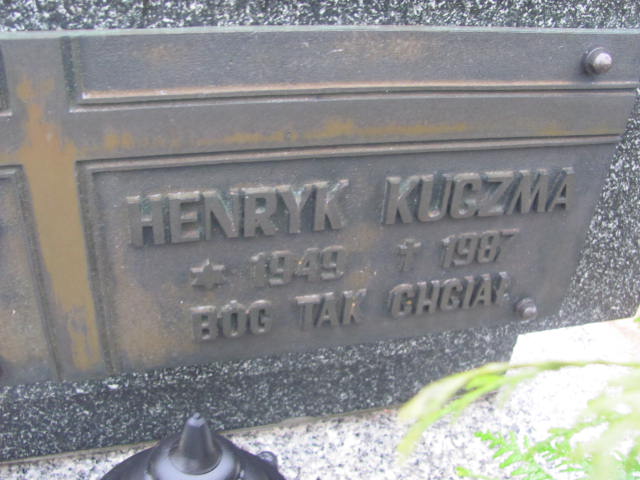 HENRYK KUCZMA
✶ 1949 ✝ 1987
BÓG TAK CHCIAŁ